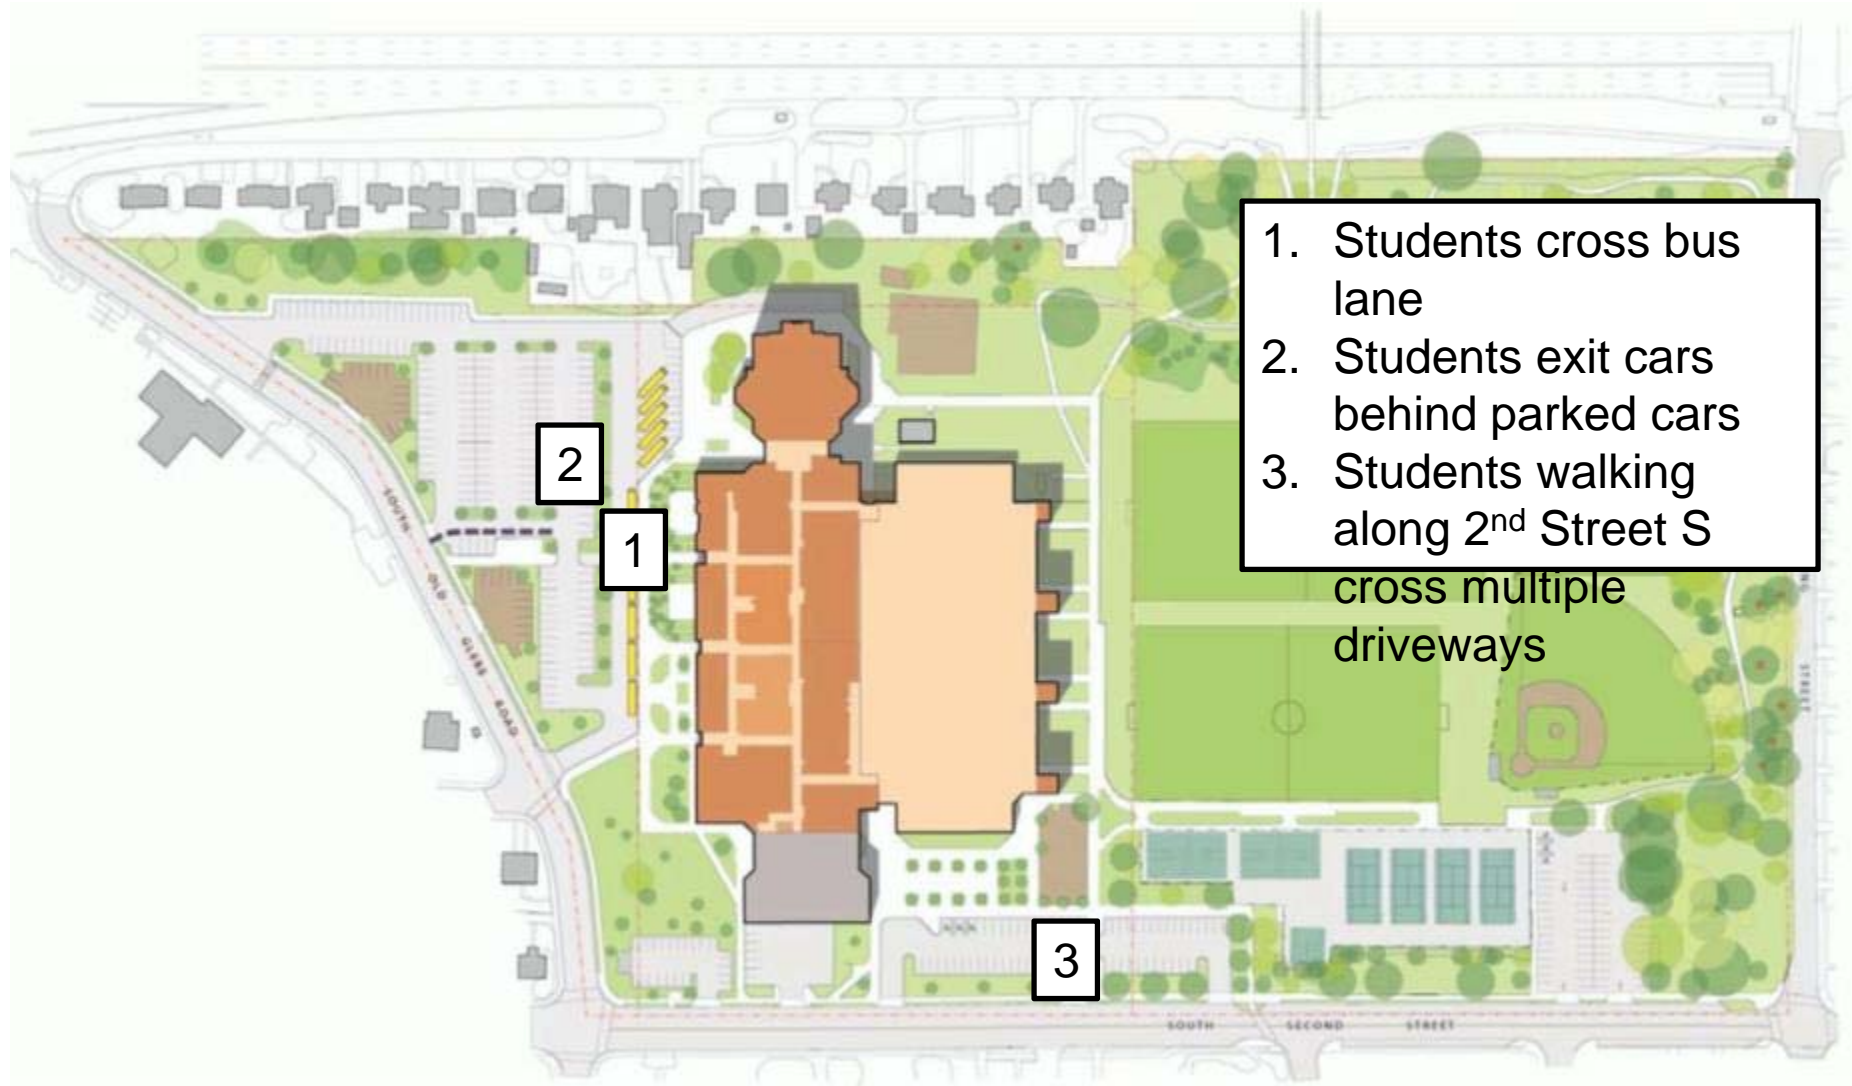 1. Students cross bus
lane
2. Students exit cars
behind parked cars
3. Students walking
along 2nd Street S
cross multiple
driveways
2
1
3
SOUTH OLD GLEBE ROAD
SOUTH SECOND STREET
STREET